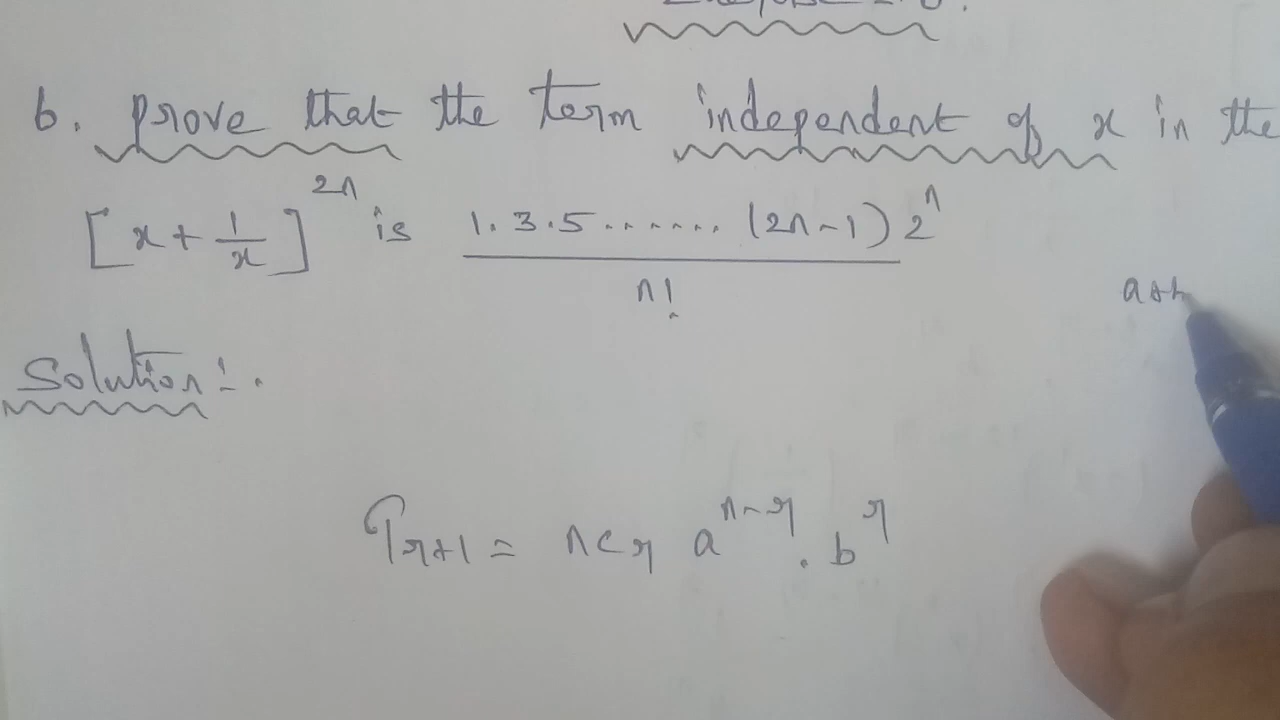 6. prove that the term independent of x in the
[x + 1/x]^2n is 1.3.5....... (2n-1) 2^n / n!
a+
Solution:-.
Tr+1 = ncr a^n-r . b^r